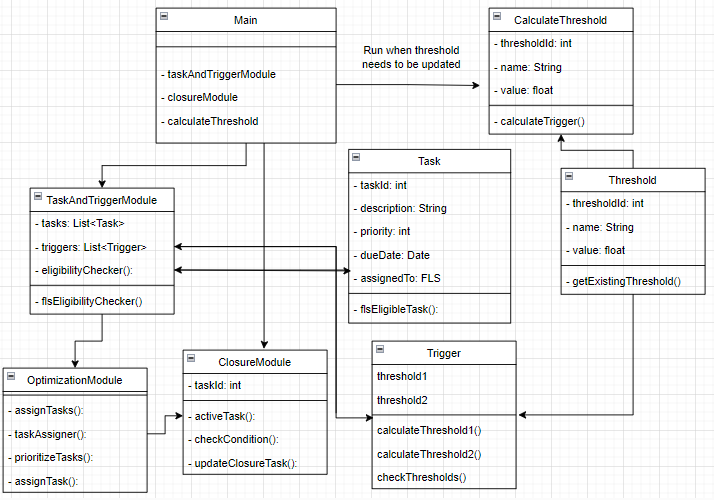 Main
- taskAndTriggerModule
- closureModule
- calculateThreshold
Run when threshold
needs to be updated
CalculateThreshold
- thresholdId: int
- name: String
- value: float
- calculateTrigger()
TaskAndTriggerModule
- tasks: List<Task>
- triggers: List<Trigger>
- eligibilityChecker():
- flsEligibilityChecker()
Task
- taskId: int
- description: String
- priority: int
- dueDate: Date
- assignedTo: FLS
- flsEligibleTask():
Threshold
- thresholdId: int
- name: String
- value: float
- getExistingThreshold()
OptimizationModule
- assignTasks():
- taskAssigner():
- prioritizeTasks():
- assignTask():
ClosureModule
- taskId: int
- activeTask():
- checkCondition():
- updateClosureTask():
Trigger
threshold1
threshold2
calculateThreshold1()
calculateThreshold2()
checkThresholds()